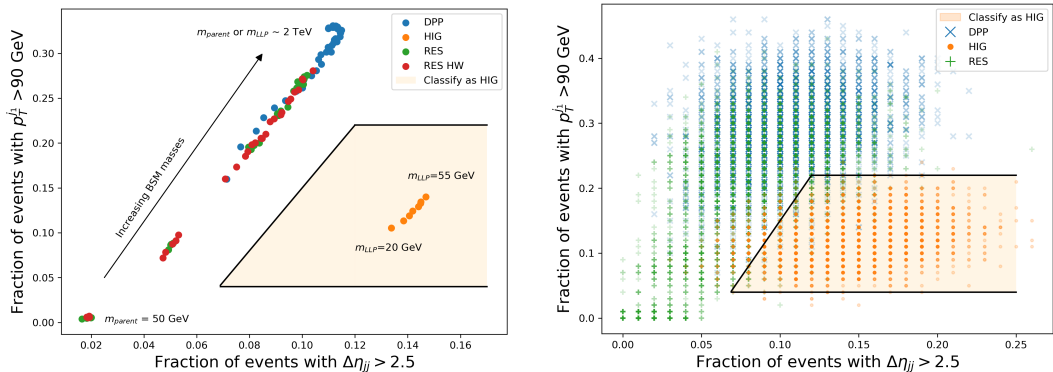 DPP
HIG
RES
RES HW
Classify as HIG
m_parent or m_LLP ~ 2 TeV
Increasing BSM masses
m_LLP=55 GeV
m_LLP=20 GeV
m_parent = 50 GeV
0.30
0.25
0.20
0.15
0.10
0.05
0.00
0.02
0.04
0.06
0.08
0.10
0.12
0.14
0.16
Fraction of events with Δη_jj > 2.5
Fraction of events with p_T^{j_1} >90 GeV
Classify as HIG
DPP
HIG
RES
0.4
0.3
0.2
0.1
0.0
0.00
0.05
0.10
0.15
0.20
0.25
Fraction of events with Δη_jj > 2.5
Fraction of events with p_T^{j_1} >90 GeV